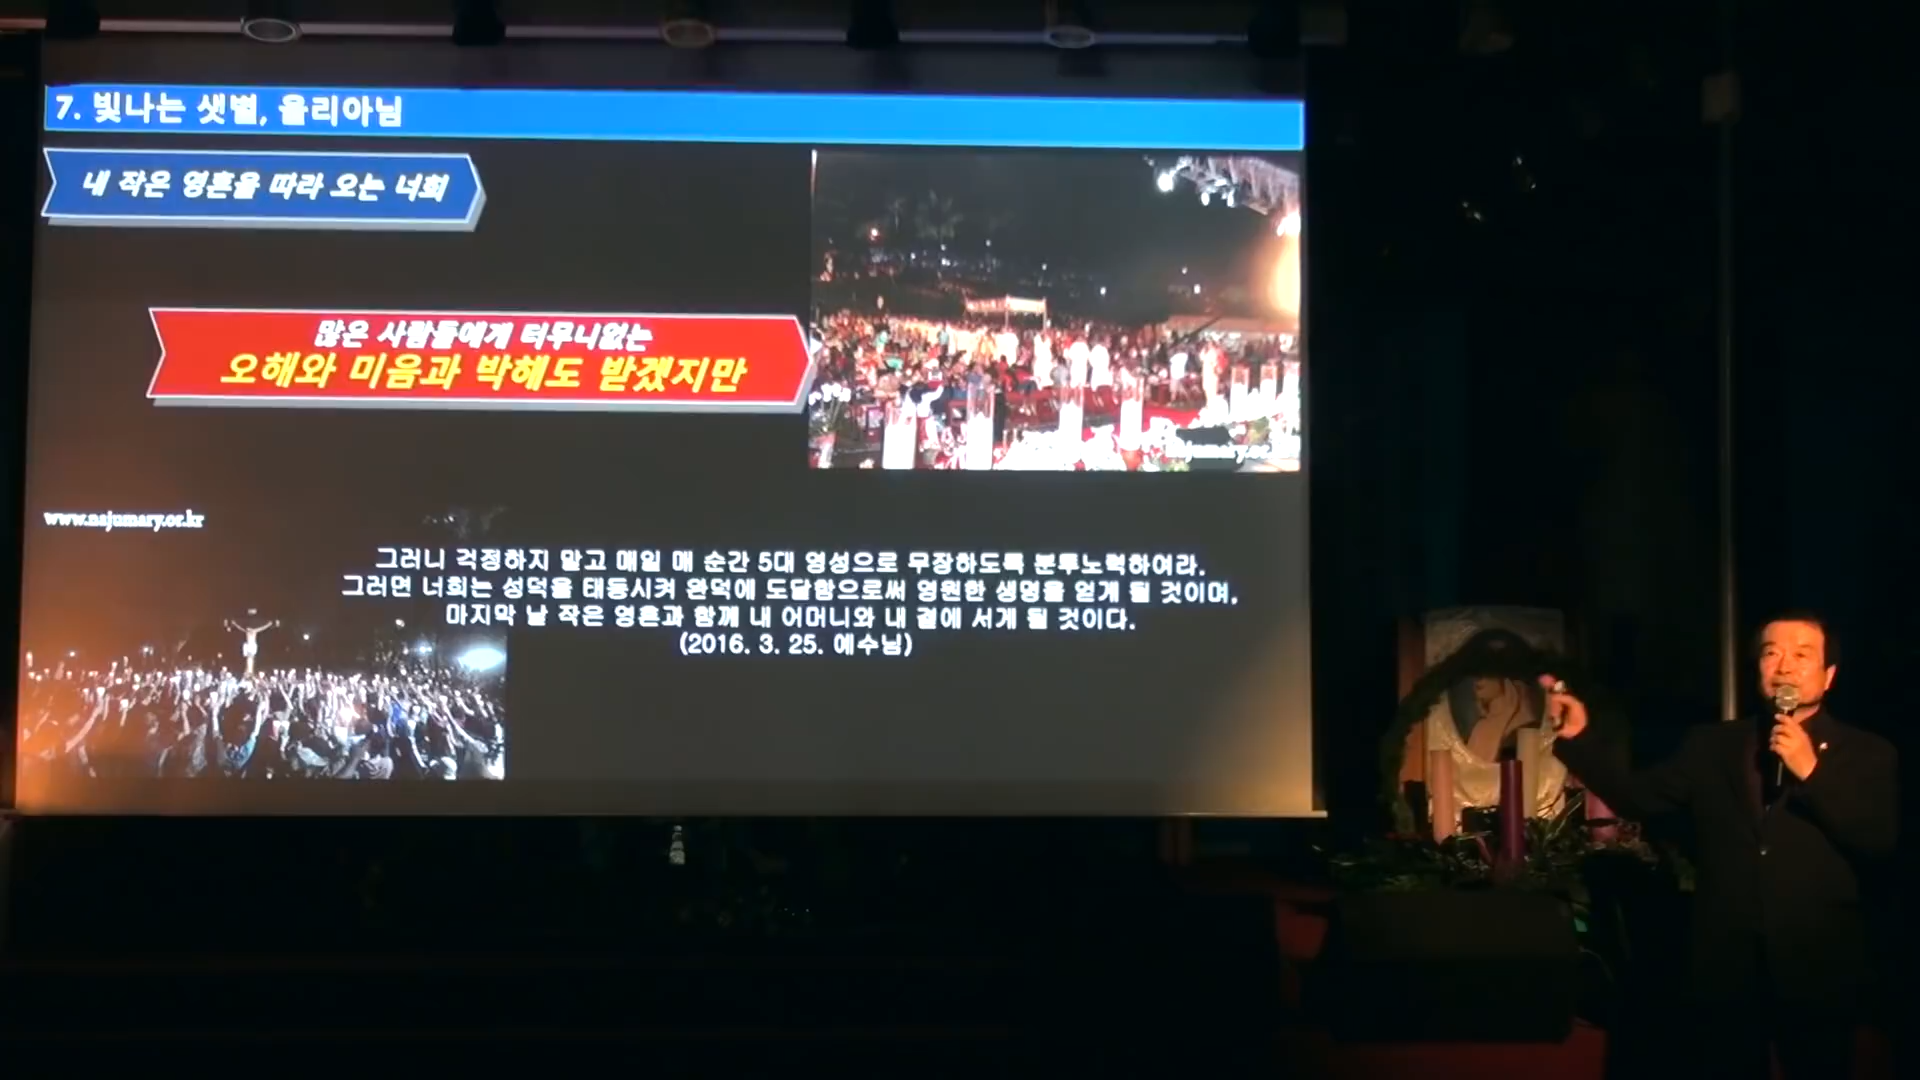 7. 빛나는 샛별, 율리아님
내 작은 영혼을 따라 오는 너희
많은 사람들에게 터무니없는
오해와 미음과 박해도 받겠지만
najumary.or.kr
www.najumary.or.kr
그러니 걱정하지 말고 매일 매 순간 5대 영성으로 무장하도록 분투노력하여라.
그러면 너희는 성덕을 태동시켜 완덕에 도달함으로써 영원한 생명을 얻게 될 것이며,
마지막 날 작은 영혼과 함께 내 어머니와 내 곁에 서게 될 것이다.
(2016. 3. 25. 예수님)